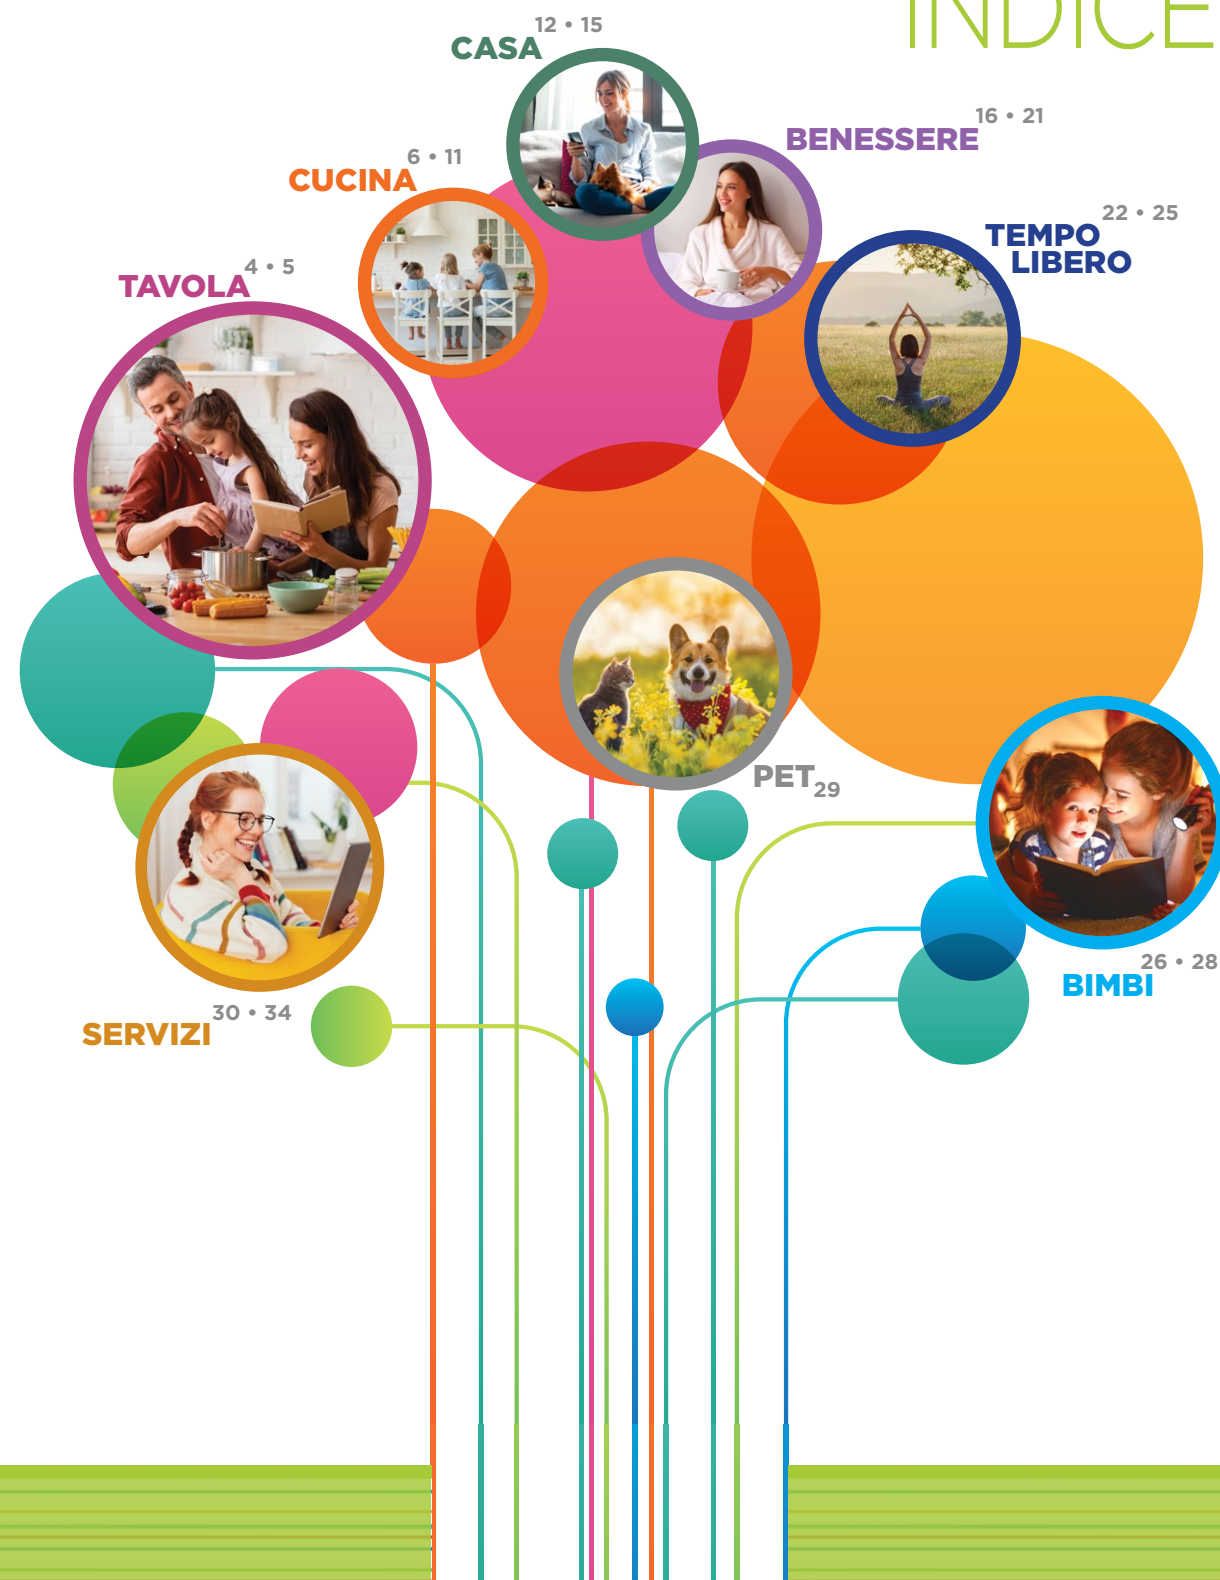 INDICE
12 • 15
CASA
16 • 21
BENESSERE
6 • 11
CUCINA
22 • 25
TEMPO
LIBERO
4 • 5
TAVOLA
PET
29
26 • 28
BIMBI
30 • 34
SERVIZI